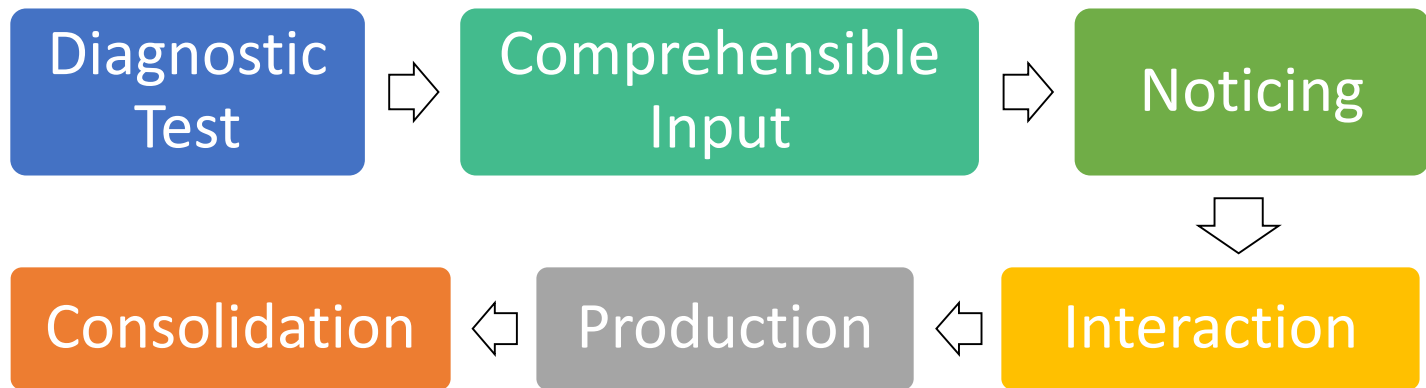 Diagnostic
Test
Comprehensible
Input
Noticing
Interaction
Production
Consolidation